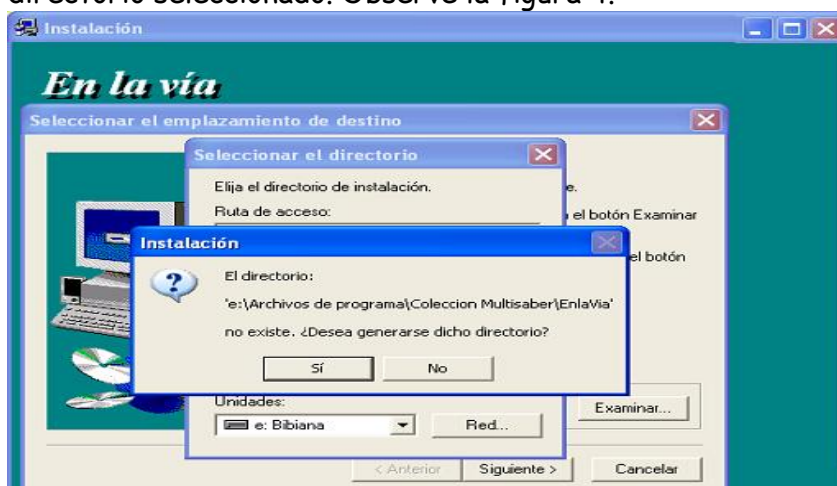 directorio seleccionado. Observe la figura 4.
Instalación
En la vía
Seleccionar el emplazamiento de destino
Seleccionar el directorio
Elija el directorio de instalación.
e.
Ruta de acceso:
el botón Examinar
Instalación
el botón
El directorio:
'e:\Archivos de programa\Coleccion Multisaber\EnlaVia'
no existe. ¿Desea generarse dicho directorio?
Sí
No
Unidades:
e: Bibiana
Red...
Examinar...
< Anterior
Siguiente >
Cancelar